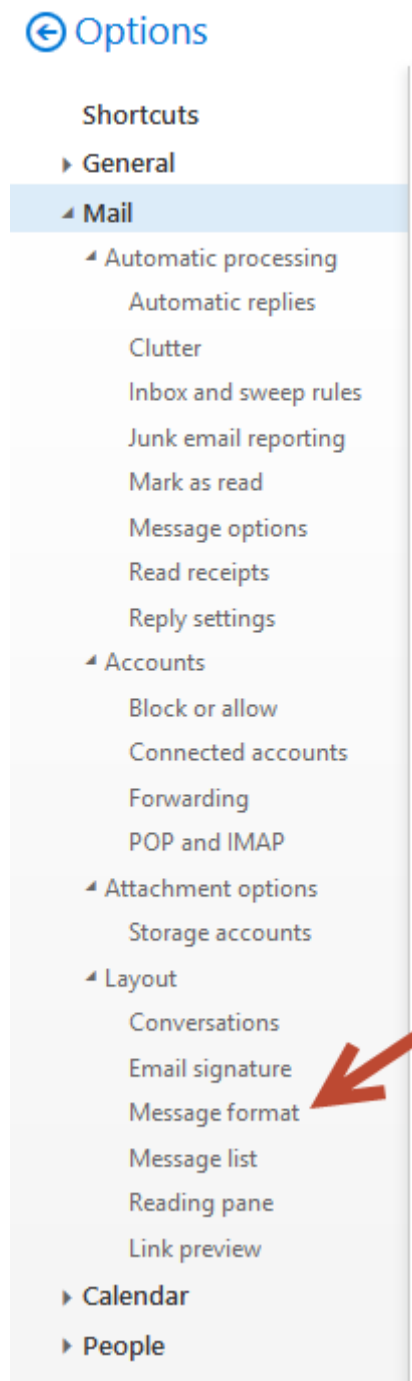 Options
Shortcuts
General
Mail
Automatic processing
Automatic replies
Clutter
Inbox and sweep rules
Junk email reporting
Mark as read
Message options
Read receipts
Reply settings
Accounts
Block or allow
Connected accounts
Forwarding
POP and IMAP
Attachment options
Storage accounts
Layout
Conversations
Email signature
Message format
Message list
Reading pane
Link preview
Calendar
People